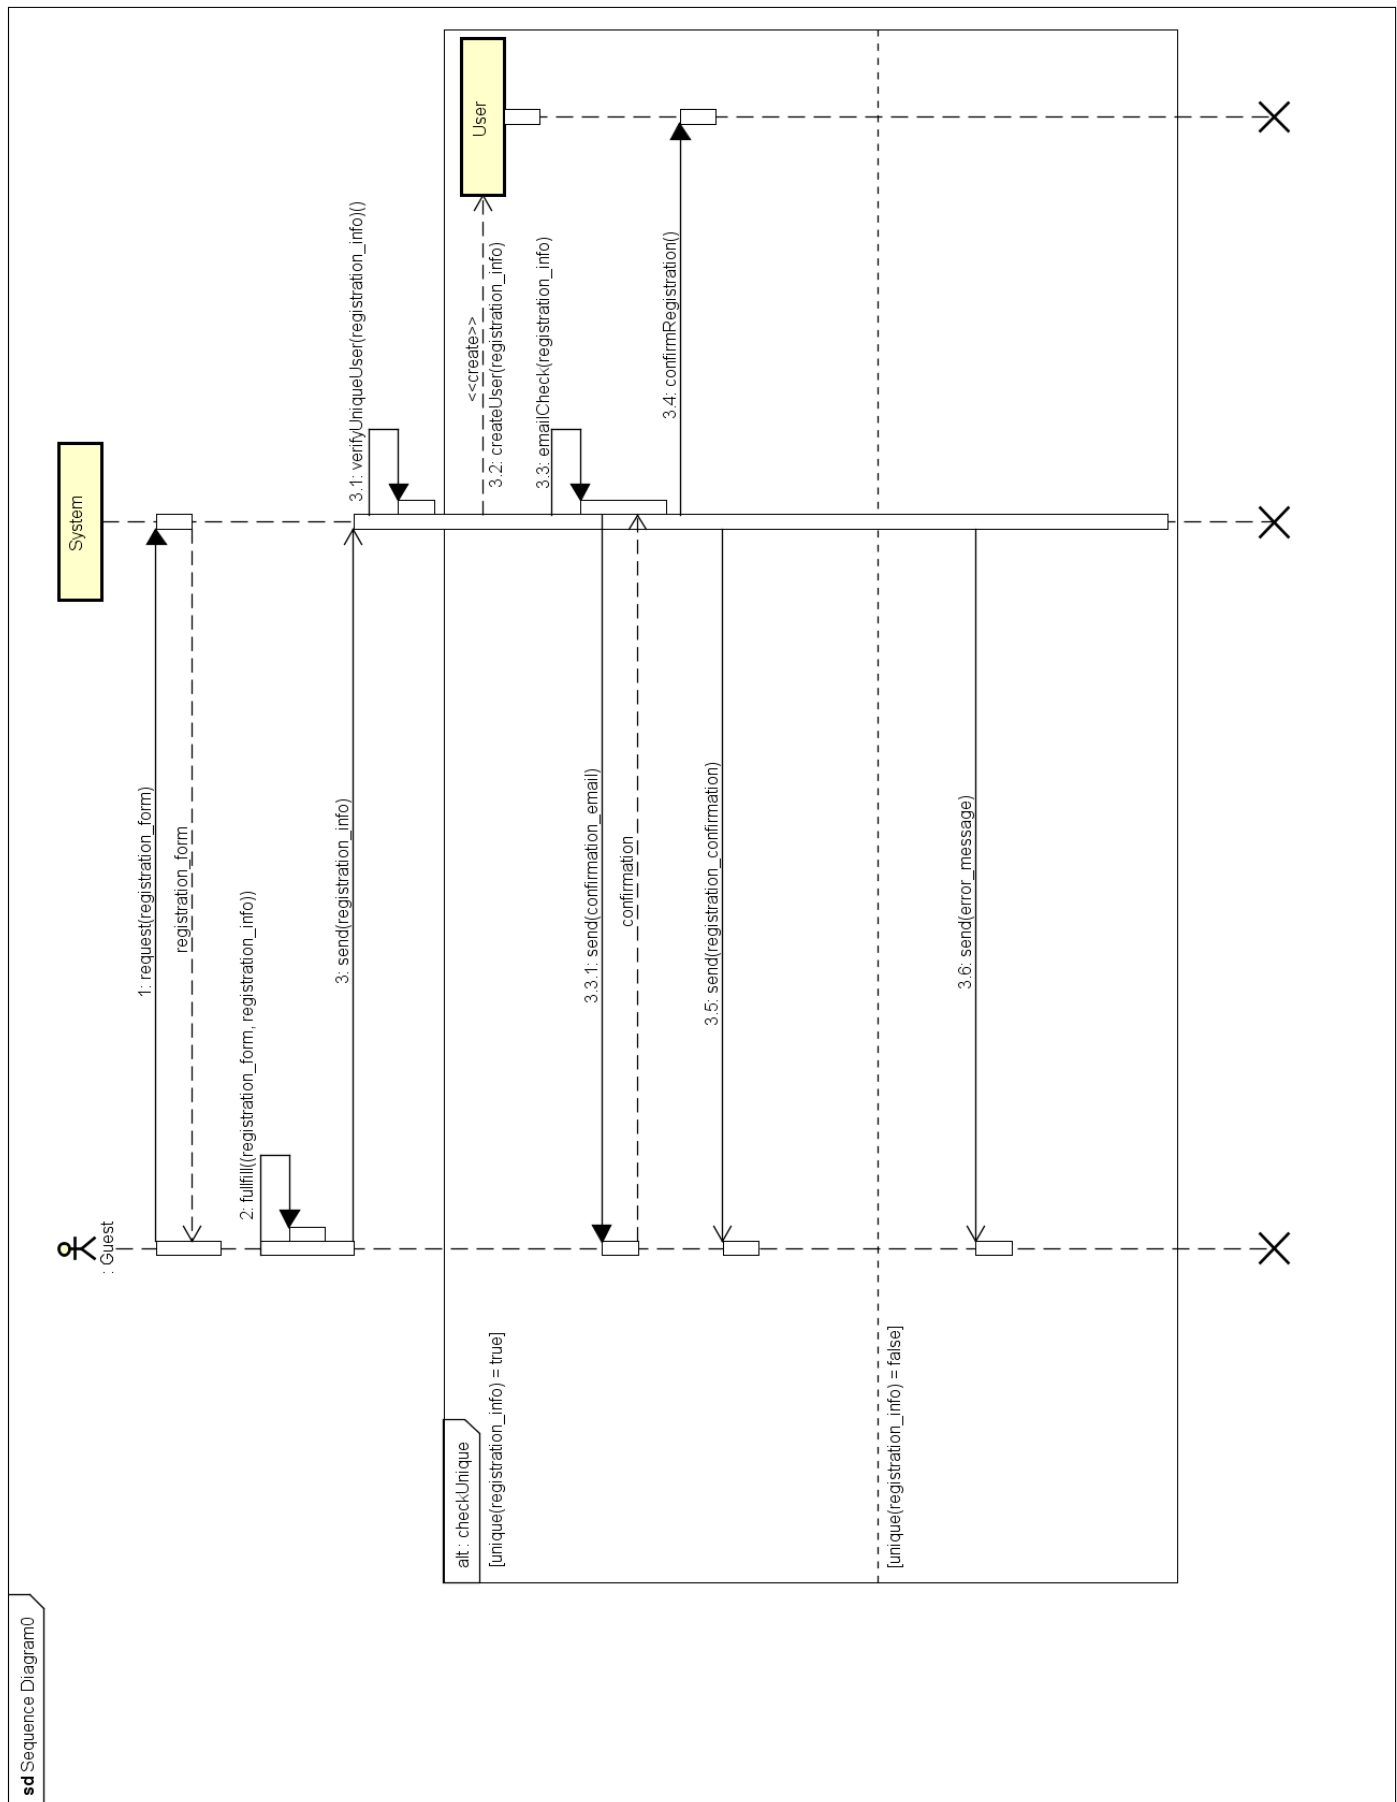 sd Sequence Diagram0
: Guest
System
1: request(registration_form)
registration_form
2: fullfill((registration_form, registration_info))
3: send(registration_info)
3.1: verifyUniqueUser(registration_info)()
alt : checkUnique
[unique(registration_info) = true]
User
<<create>>
3.2: createUser(registration_info)
3.3: emailCheck(registration_info)
3.3.1: send(confirmation_email)
confirmation
3.4: confirmRegistration()
3.5: send(registration_confirmation)
[unique(registration_info) = false]
3.6: send(error_message)